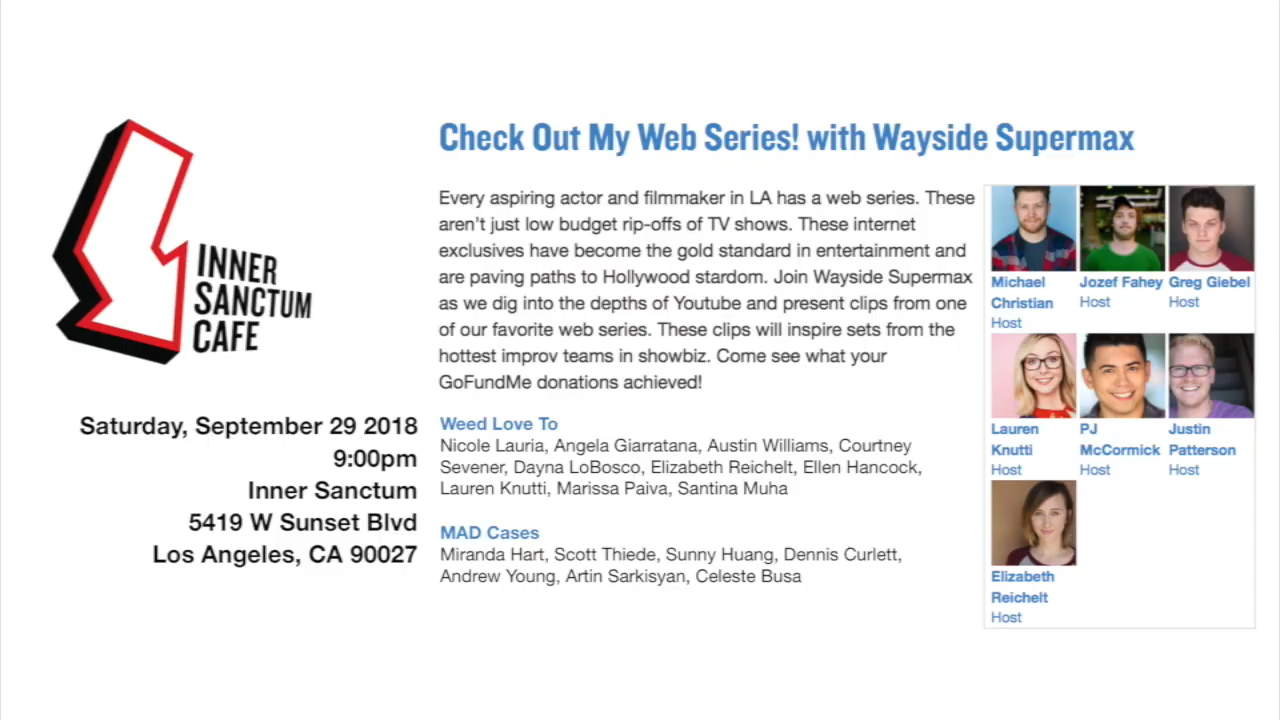 INNER
SANCTUM
CAFE
Saturday, September 29 2018
9:00pm
Inner Sanctum
5419 W Sunset Blvd
Los Angeles, CA 90027
Check Out My Web Series! with Wayside Supermax
Every aspiring actor and filmmaker in LA has a web series. These
aren't just low budget rip-offs of TV shows. These internet
exclusives have become the gold standard in entertainment and
are paving paths to Hollywood stardom. Join Wayside Supermax
as we dig into the depths of Youtube and present clips from one
of our favorite web series. These clips will inspire sets from the
hottest improv teams in showbiz. Come see what your
GoFundMe donations achieved!
Weed Love To
Nicole Lauria, Angela Giarratana, Austin Williams, Courtney
Sevener, Dayna LoBosco, Elizabeth Reichelt, Ellen Hancock,
Lauren Knutti, Marissa Paiva, Santina Muha
MAD Cases
Miranda Hart, Scott Thiede, Sunny Huang, Dennis Curlett,
Andrew Young, Artin Sarkisyan, Celeste Busa
Michael
Christian
Host
Jozef Fahey
Host
Greg Giebel
Host
Lauren
Knutti
Host
PJ
McCormick
Host
Justin
Patterson
Host
Elizabeth
Reichelt
Host